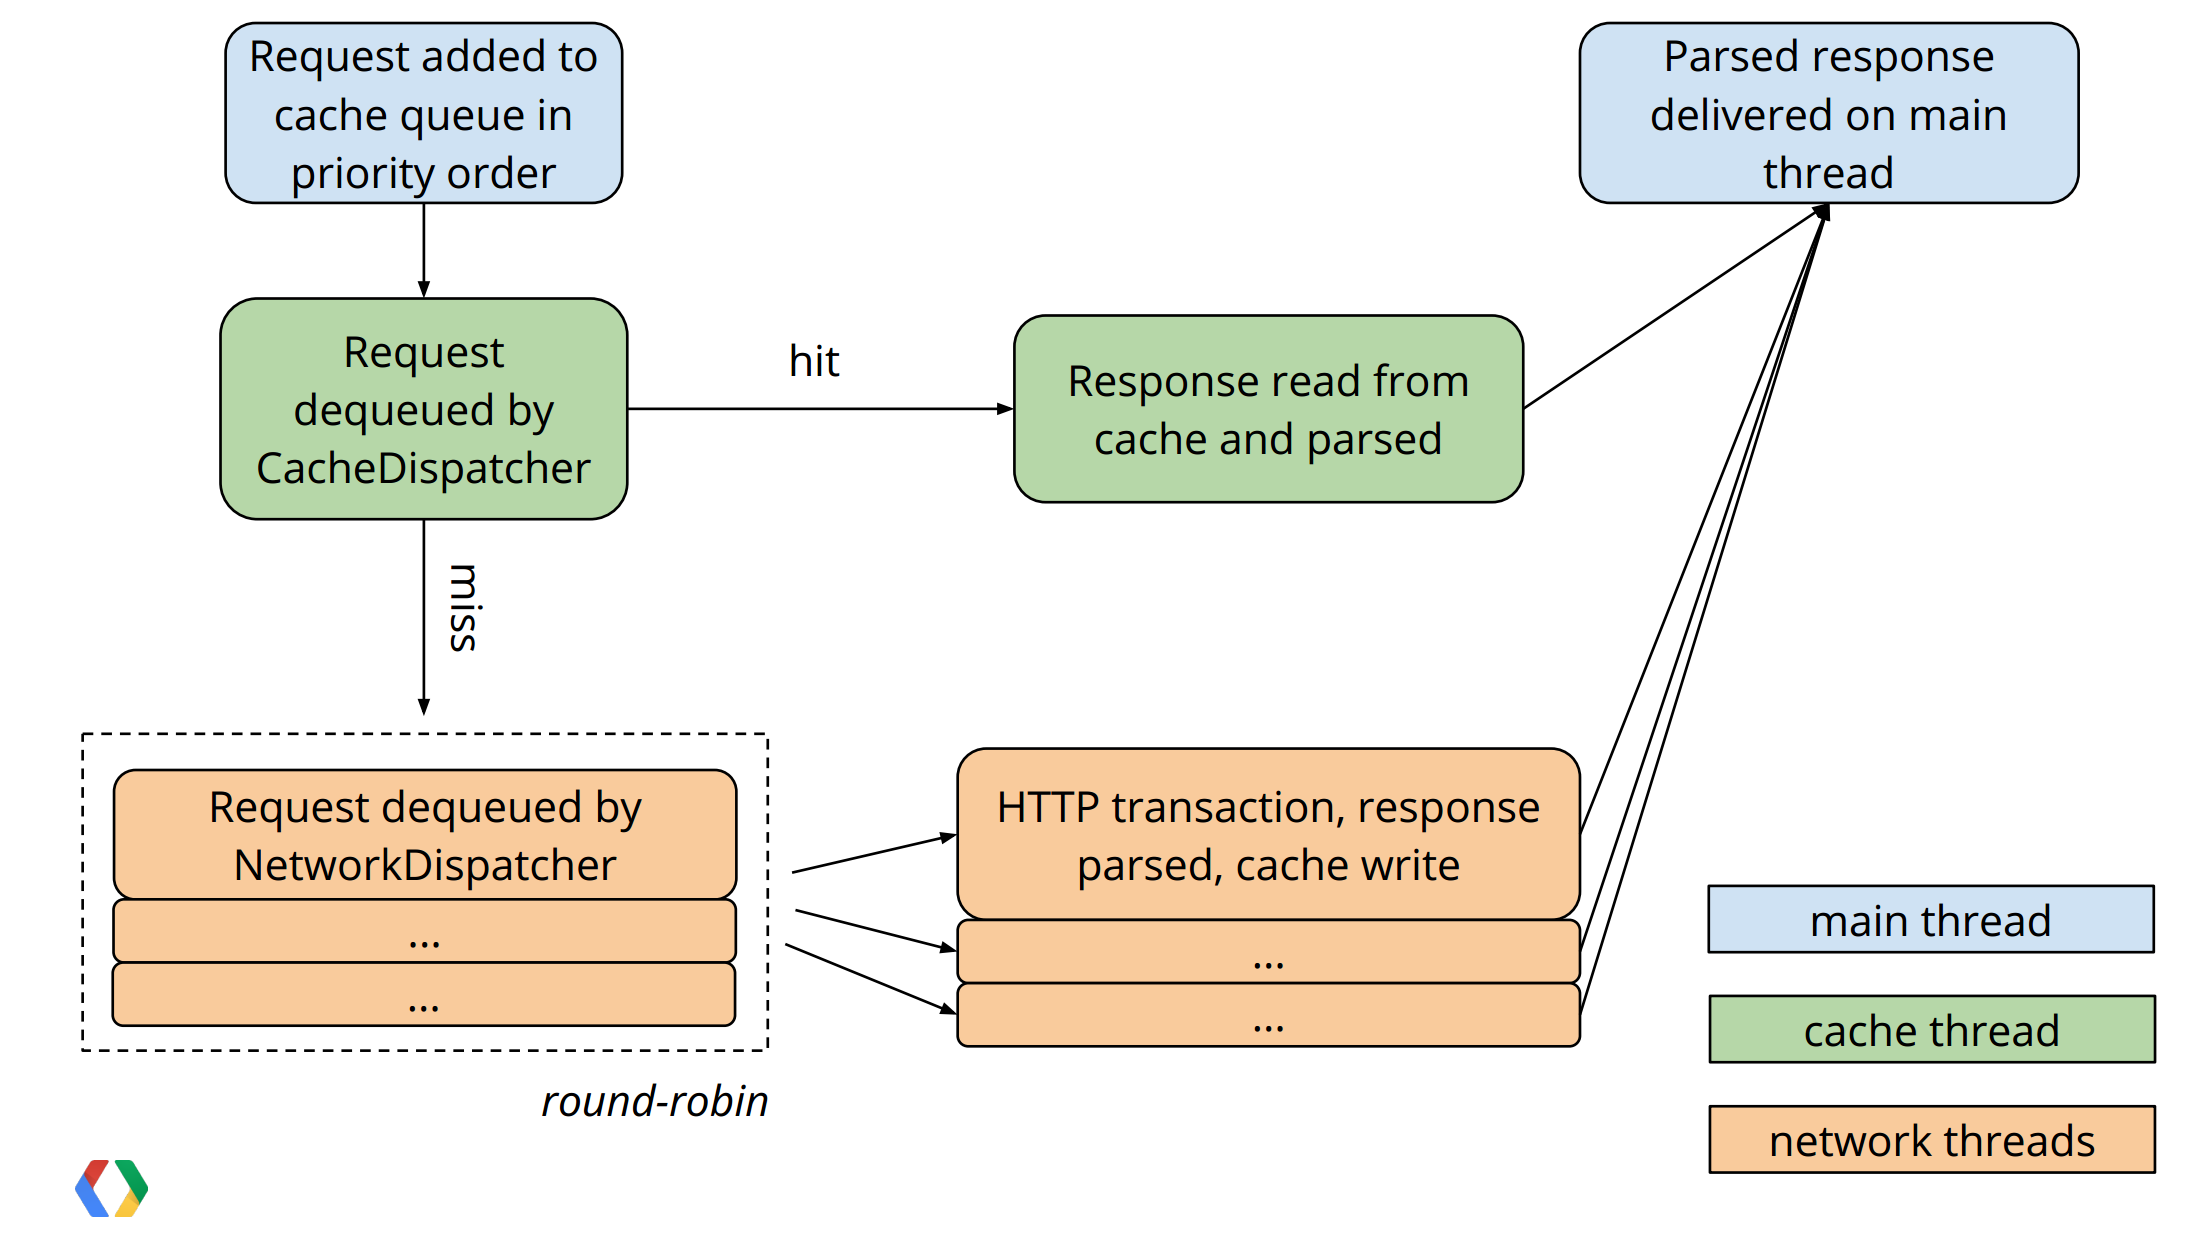 Request added to
cache queue in
priority order
Parsed response
delivered on main
thread
Request
dequeued by
CacheDispatcher
hit
Response read from
cache and parsed
miss
Request dequeued by
NetworkDispatcher
...
...
round-robin
HTTP transaction, response
parsed, cache write
...
...
main thread
cache thread
network threads